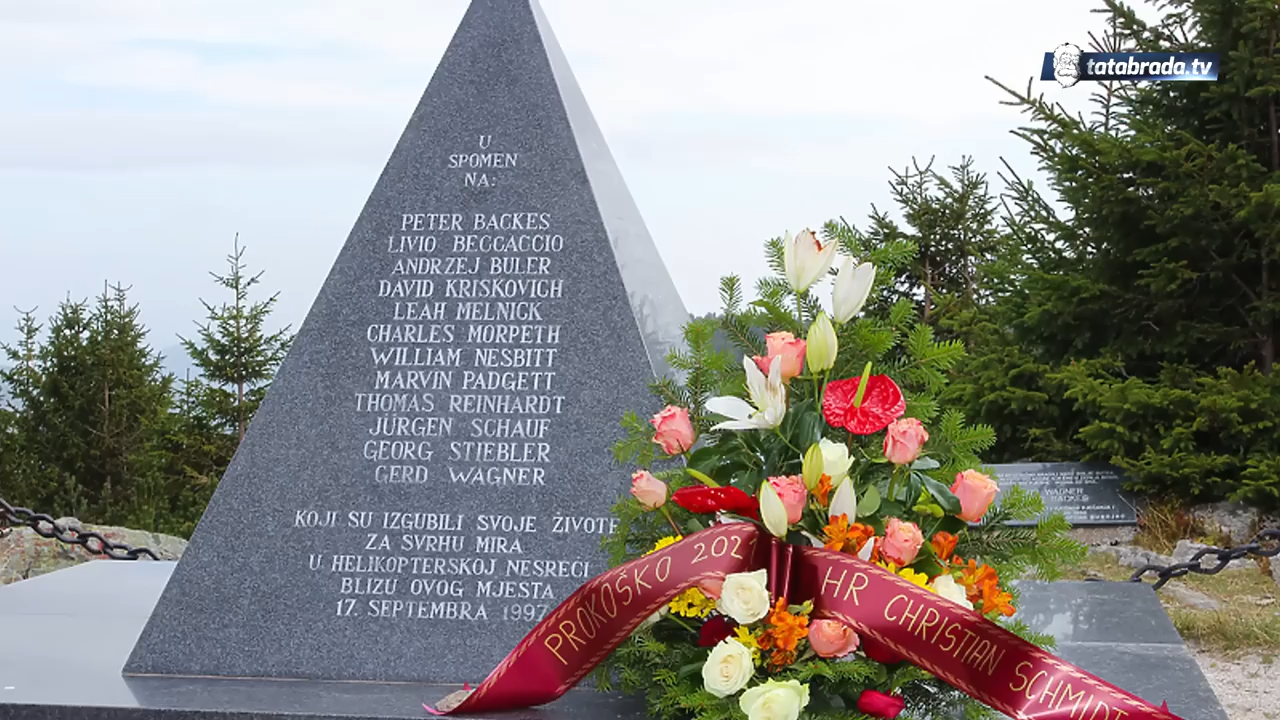 tatabrada.tv
U
SPOMEN
NA:
PETER BACKES
LIVIO BECCACCIO
ANDRZEJ BULER
DAVID KRISKOVICH
LEAH MELNICK
CHARLES MORPETH
WILLIAM NESBITT
MARVIN PADGETT
THOMAS REINHARDT
JÜRGEN SCHAUF
GEORG STIEBLER
GERD WAGNER
KOJI SU IZGUBILI SVOJE ŽIVOTE
ZA SVRHU MIRA
U HELIKOPTERSKOJ NESRECI
BLIZU OVOG MJESTA
17. SEPTEMBRA 1997
PROKOŠKO 202
HR CHRISTIAN SCHMIDT
WAGNER
BACKES